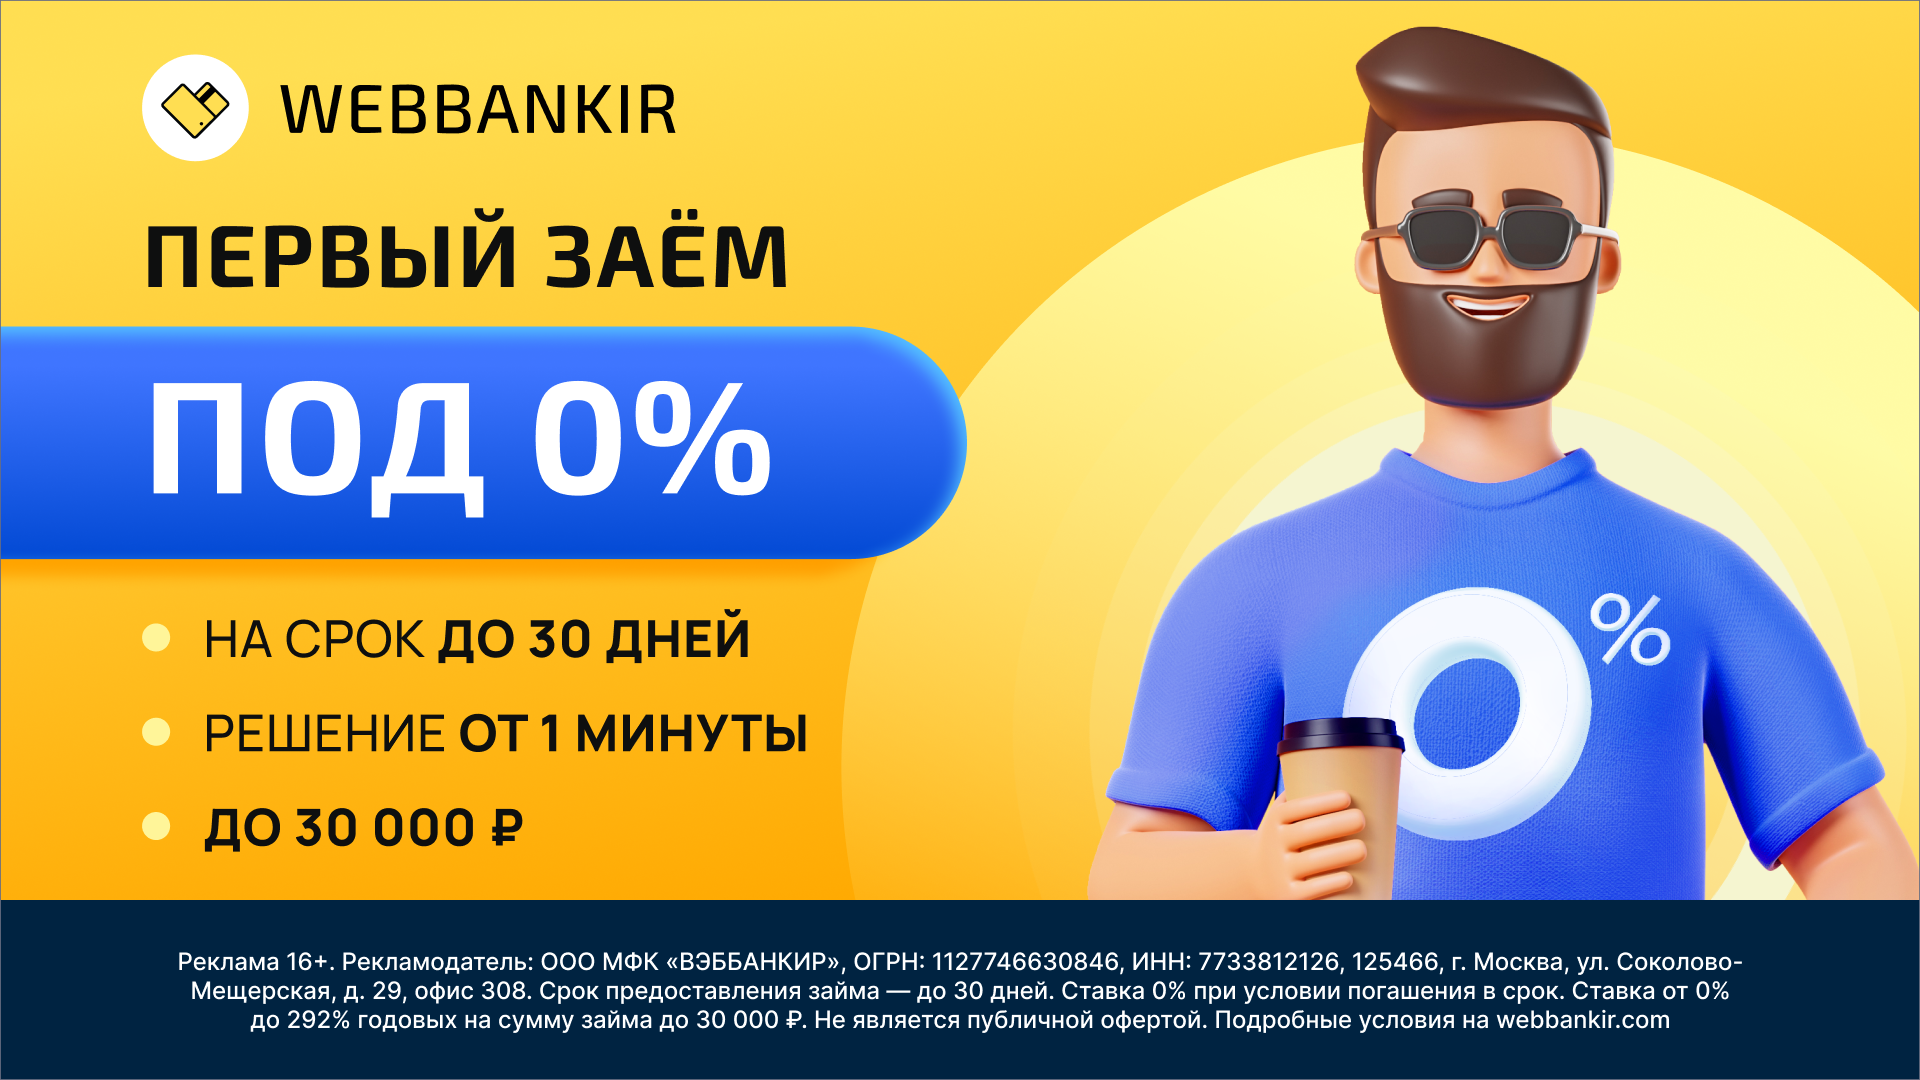 WEBBANKIR
ПЕРВЫЙ ЗАЁМ
ПОД 0%
НА СРОК ДО 30 ДНЕЙ
РЕШЕНИЕ ОТ 1 МИНУТЫ
ДО 30 000 ₽
0%
Реклама 16+. Рекламодатель: ООО МФК «ВЭББАНКИР», ОГРН: 1127746630846, ИНН: 7733812126, 125466, г. Москва, ул. Соколово-
Мещерская, д. 29, офис 308. Срок предоставления займа — до 30 дней. Ставка 0% при условии погашения в срок. Ставка от 0%
до 292% годовых на сумму займа до 30 000 ₽. Не является публичной офертой. Подробные условия на webbankir.com